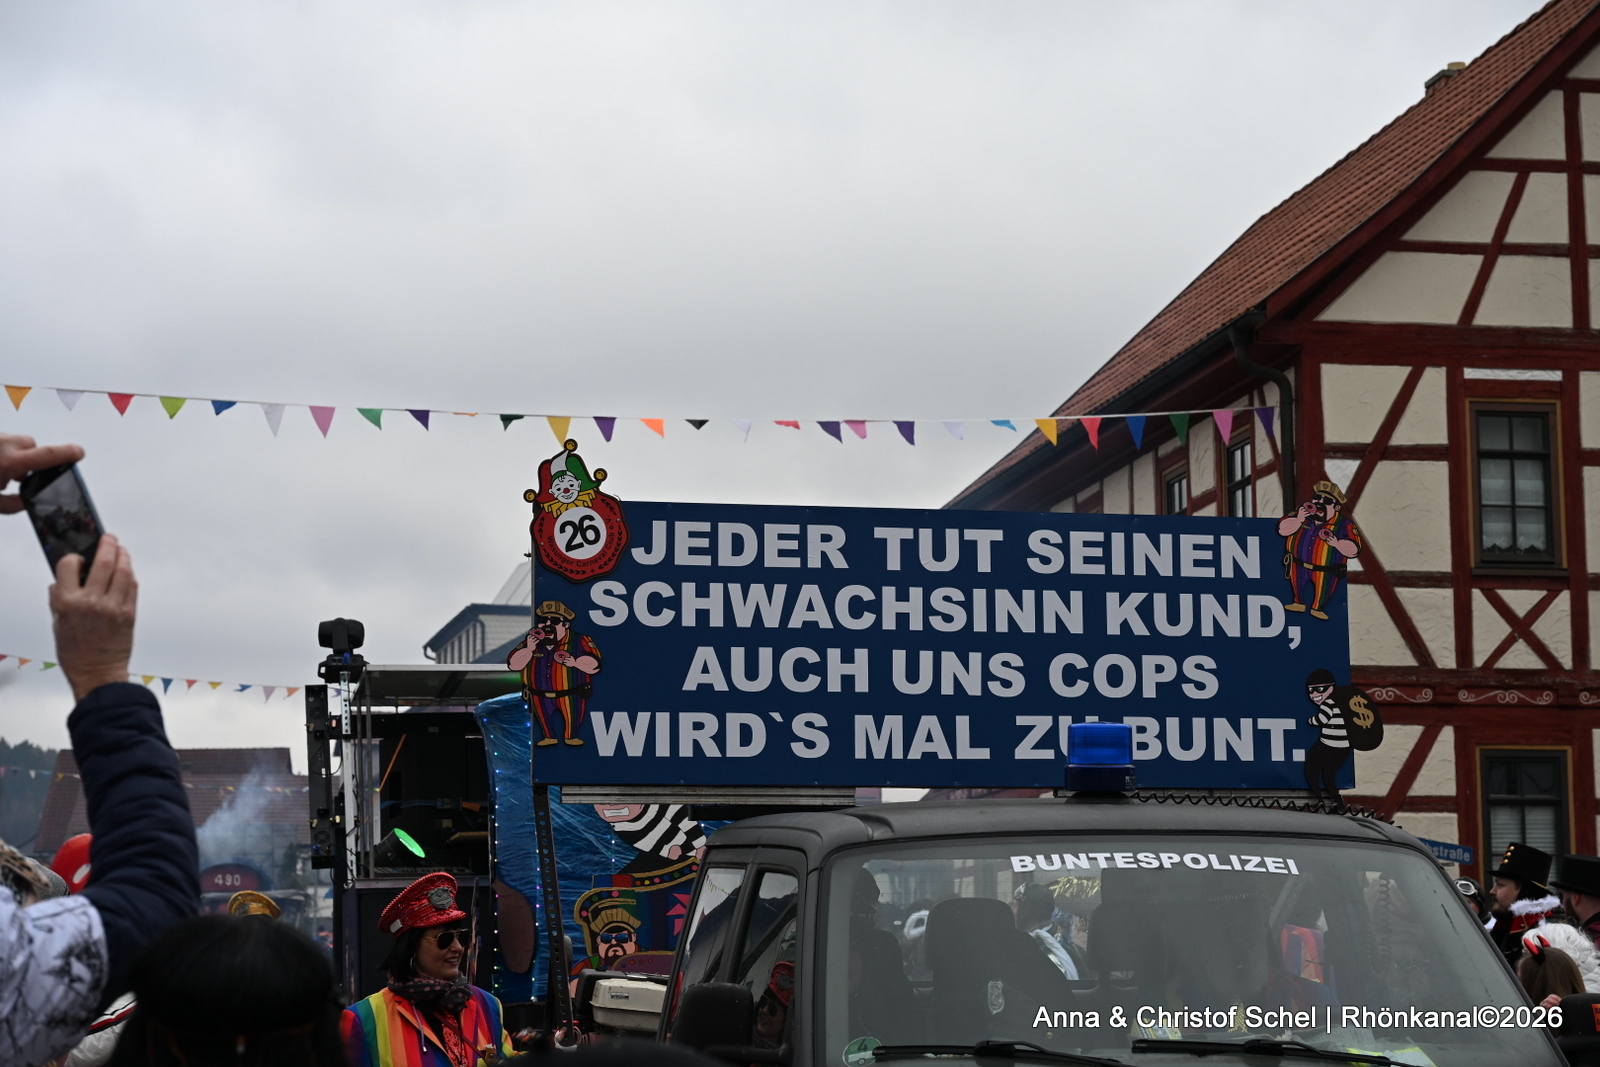 26
JEDER TUT SEINEN
SCHWACHSINN KUND,
AUCH UNS COPS
WIRD`S MAL ZU BUNT.
$
BUNTESPOLIZEI
490
Anna & Christof Schel | Rhönkanal©2026